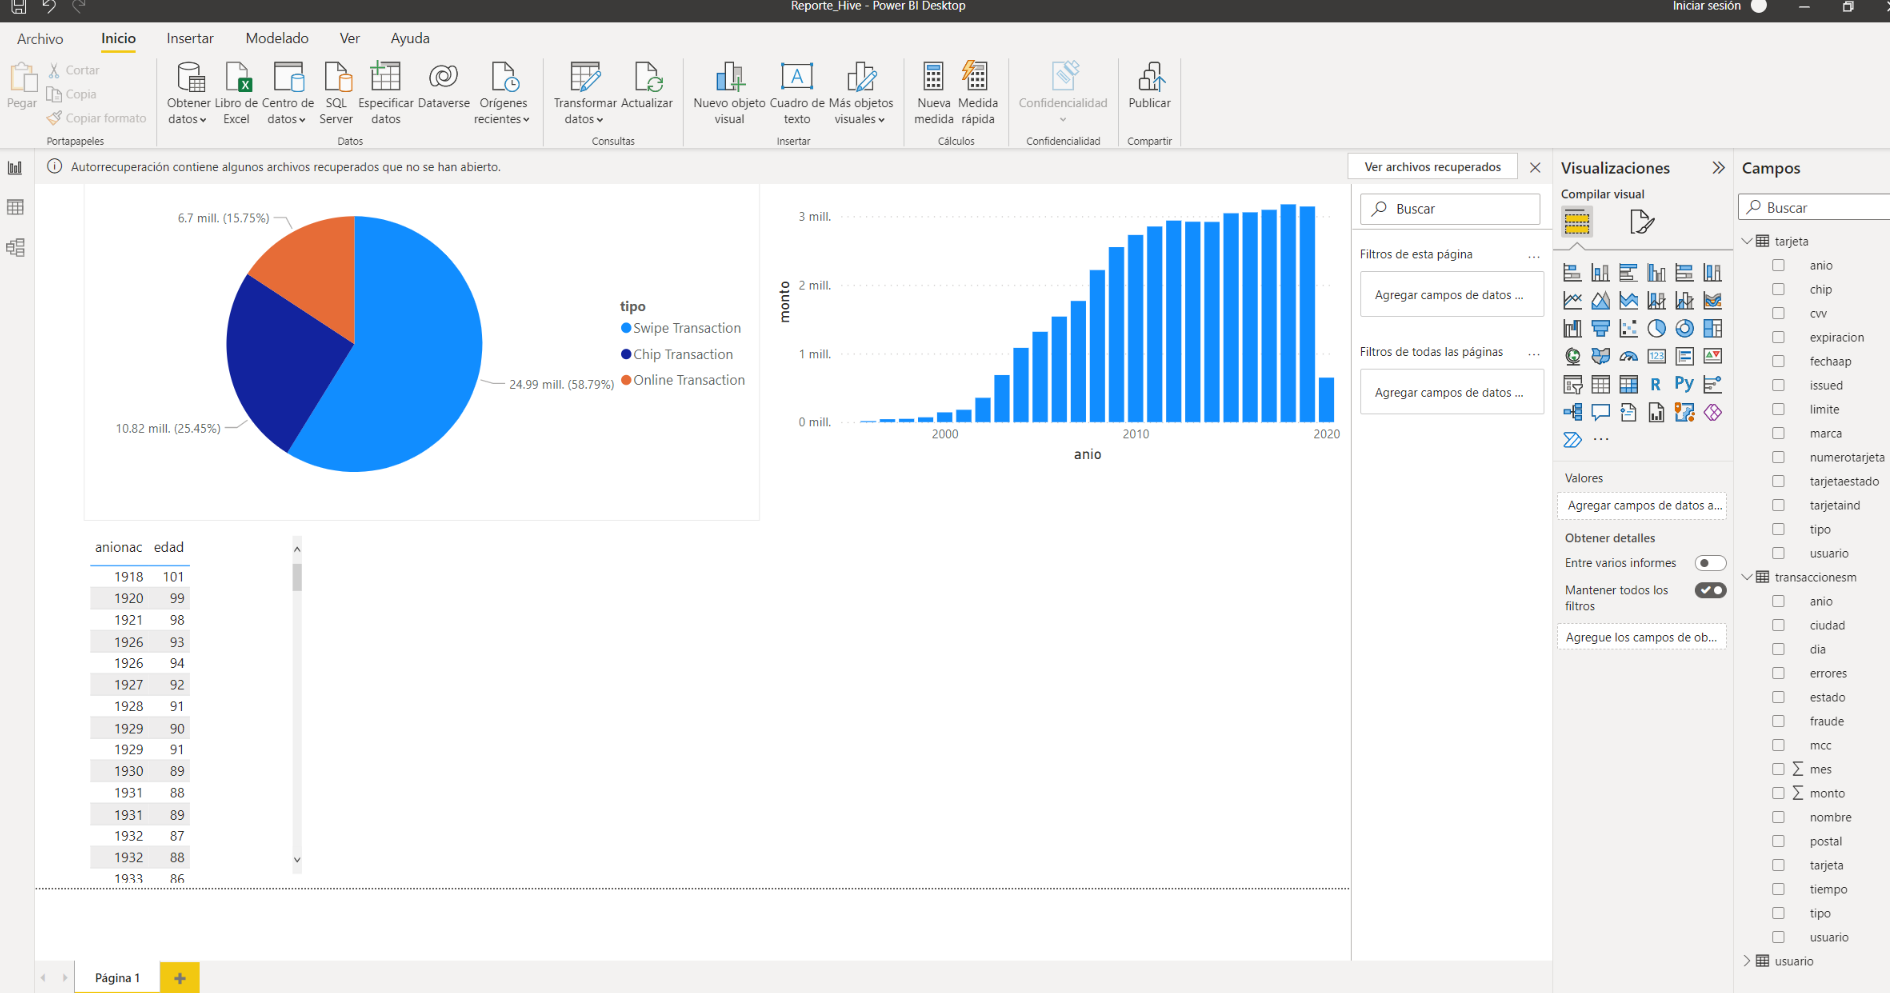 Reporte_Hive - Power BI Desktop
Iniciar sesión
Archivo
Inicio
Insertar
Modelado
Ver
Ayuda
Pegar
Cortar
Copia
Copiar formato
Portapapeles
Obtener datos
Libro de Excel
Centro de datos
SQL Server
Especificar datos
Dataverse
Orígenes recientes
Datos
Transformar datos
Actualizar
Consultas
Nuevo objeto visual
Cuadro de texto
Más objetos visuales
Insertar
Nueva medida
Medida rápida
Cálculos
Confidencialidad
Confidencialidad
Publicar
Compartir
Autorrecuperación contiene algunos archivos recuperados que no se han abierto.
Ver archivos recuperados
6.7 mill. (15.75%)
24.99 mill. (58.79%)
10.82 mill. (25.45%)
tipo
Swipe Transaction
Chip Transaction
Online Transaction
monto
3 mill.
2 mill.
1 mill.
0 mill.
2000
2010
2020
anio
anionac edad
1918 101
1920 99
1921 98
1926 93
1926 94
1927 92
1928 91
1929 90
1929 91
1930 89
1931 88
1931 89
1932 87
1932 88
1933 86
Página 1
Buscar
Filtros de esta página
...
Agregar campos de datos ...
Filtros de todas las páginas
...
Agregar campos de datos ...
Visualizaciones
Compilar visual
123
R
Py
...
Valores
Agregar campos de datos a...
Obtener detalles
Entre varios informes
Mantener todos los
filtros
Agregue los campos de ob...
Campos
Buscar
tarjeta
anio
chip
cvv
expiracion
fechaap
issued
limite
marca
numerotarjeta
tarjetaestado
tarjetaind
tipo
usuario
transaccionesm
anio
ciudad
dia
errores
estado
fraude
mcc
∑ mes
∑ monto
nombre
postal
tarjeta
tiempo
tipo
usuario
usuario